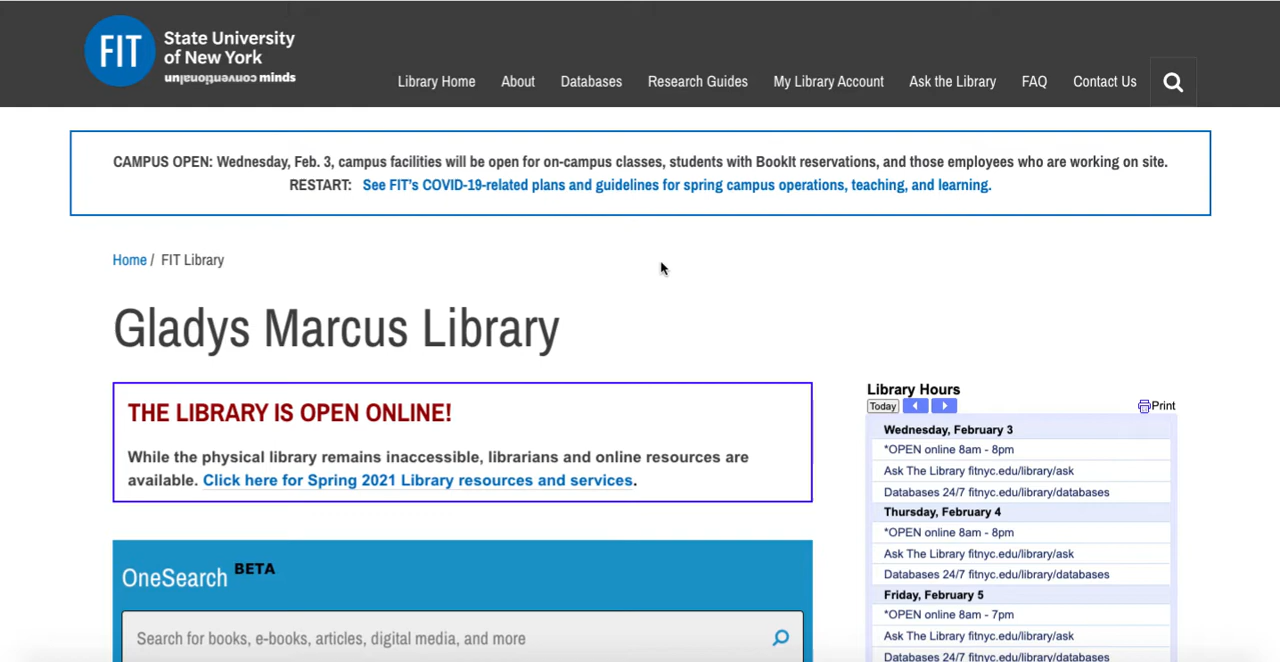 FIT
State University
of New York
unconventional minds
Library Home About Databases Research Guides My Library Account Ask the Library FAQ Contact Us
CAMPUS OPEN: Wednesday, Feb. 3, campus facilities will be open for on-campus classes, students with BookIt reservations, and those employees who are working on site.
RESTART: See FIT's COVID-19-related plans and guidelines for spring campus operations, teaching, and learning.
Home / FIT Library
Gladys Marcus Library
THE LIBRARY IS OPEN ONLINE!
While the physical library remains inaccessible, librarians and online resources are
available. Click here for Spring 2021 Library resources and services.
OneSearch BETA
Search for books, e-books, articles, digital media, and more
Library Hours
Today Print
Wednesday, February 3
*OPEN online 8am - 8pm
Ask The Library fitnyc.edu/library/ask
Databases 24/7 fitnyc.edu/library/databases
Thursday, February 4
*OPEN online 8am - 8pm
Ask The Library fitnyc.edu/library/ask
Databases 24/7 fitnyc.edu/library/databases
Friday, February 5
*OPEN online 8am - 7pm
Ask The Library fitnyc.edu/library/ask
Databases 24/7 fitnyc.edu/library/databases